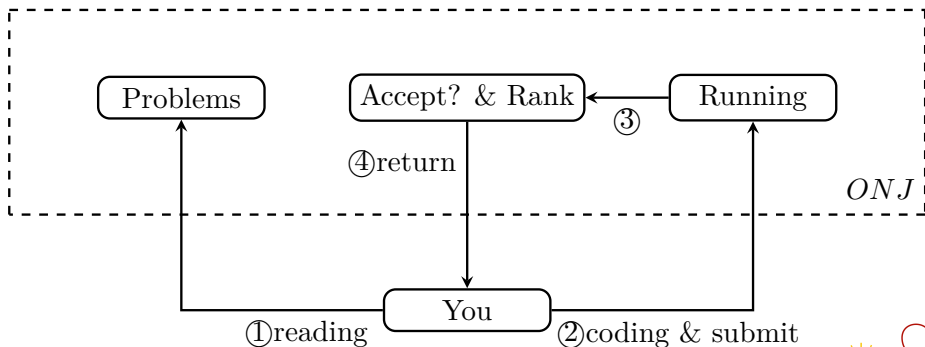 Problems
Accept? & Rank
Running
③
④return
ONJ
You
①reading
②coding & submit